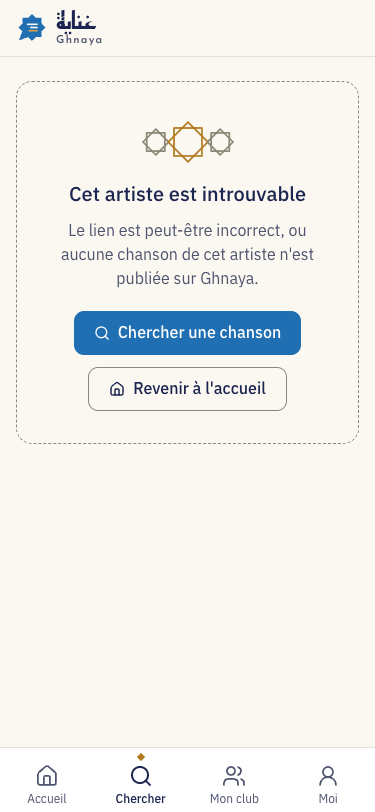 غناية
Ghnaya
Cet artiste est introuvable
Le lien est peut-être incorrect, ou
aucune chanson de cet artiste n'est
publiée sur Ghnaya.
Chercher une chanson
Revenir à l'accueil
Accueil
Chercher
Mon club
Moi